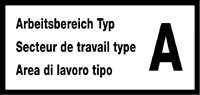 Arbeitsbereich Typ
Secteur de travail type
Area di lavoro tipo
A